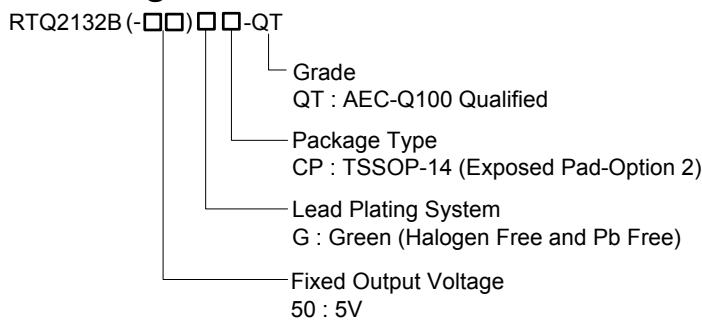 RTQ2132B (-□□) □ □-QT
Grade
QT : AEC-Q100 Qualified
Package Type
CP : TSSOP-14 (Exposed Pad-Option 2)
Lead Plating System
G : Green (Halogen Free and Pb Free)
Fixed Output Voltage
50 : 5V